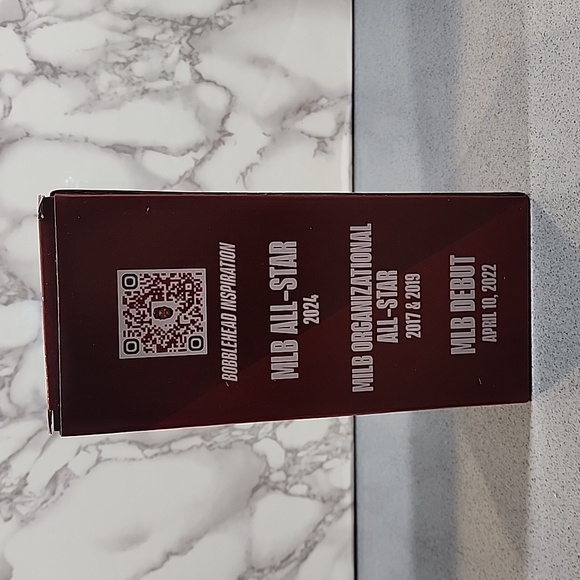 BOBBLEHEAD INSPIRATION
MLB ALL-STAR
2024
MILB ORGANIZATIONAL
ALL-STAR
2017 & 2019
MLB DEBUT
APRIL 10, 2022